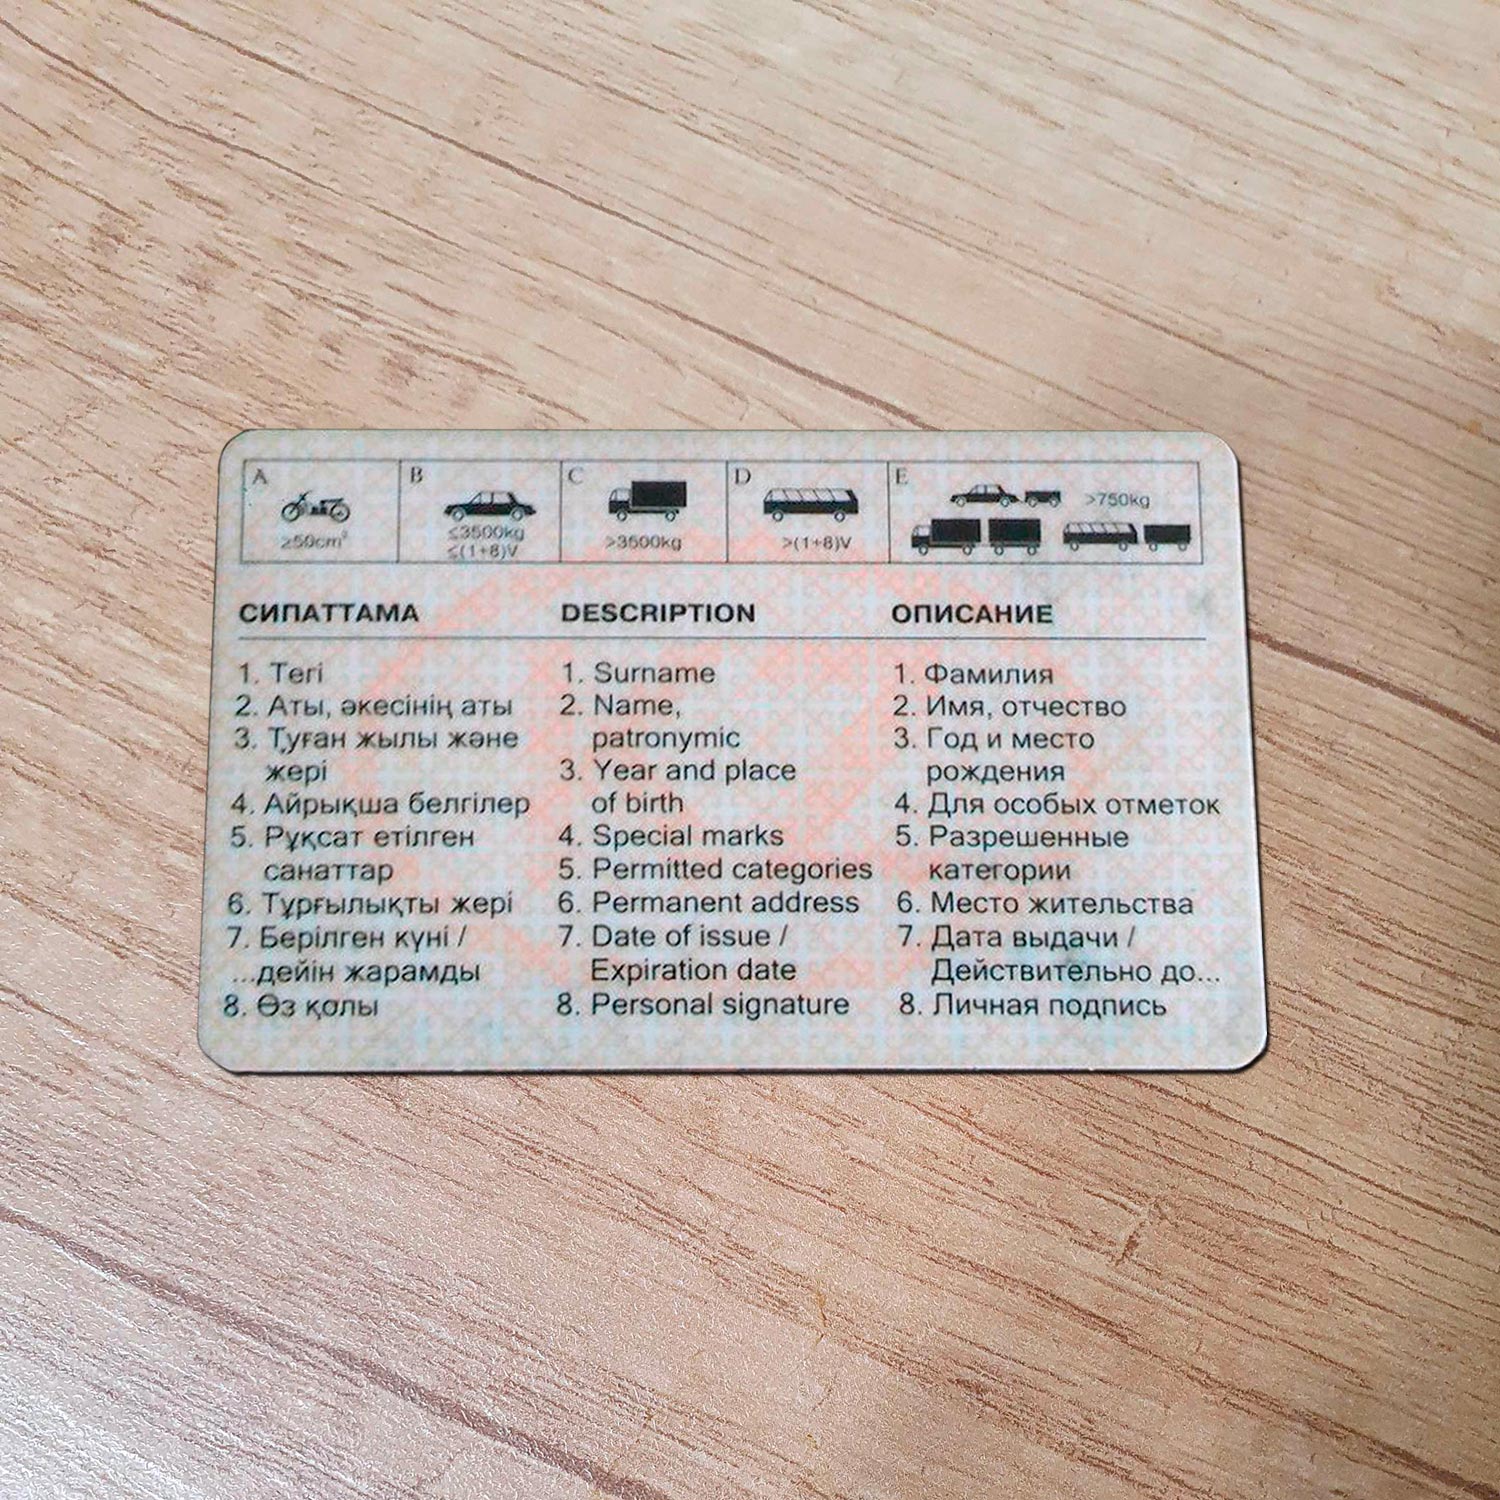 A B C D E
≥50cm³ ≤3500kg >3500kg >(1+8)V >750kg
≤(1+8)V
СИПАТТАМА
1. Тегі
2. Аты, әкесінің аты
3. Туған жылы және
жері
4. Айрықша белгілер
5. Рұқсат етілген
санаттар
6. Тұрғылықты жері
7. Берілген күні /
...дейін жарамды
8. Өз қолы
DESCRIPTION
1. Surname
2. Name,
patronymic
3. Year and place
of birth
4. Special marks
5. Permitted categories
6. Permanent address
7. Date of issue /
Expiration date
8. Personal signature
ОПИСАНИЕ
1. Фамилия
2. Имя, отчество
3. Год и место
рождения
4. Для особых отметок
5. Разрешенные
категории
6. Место жительства
7. Дата выдачи /
Действительно до...
8. Личная подпись